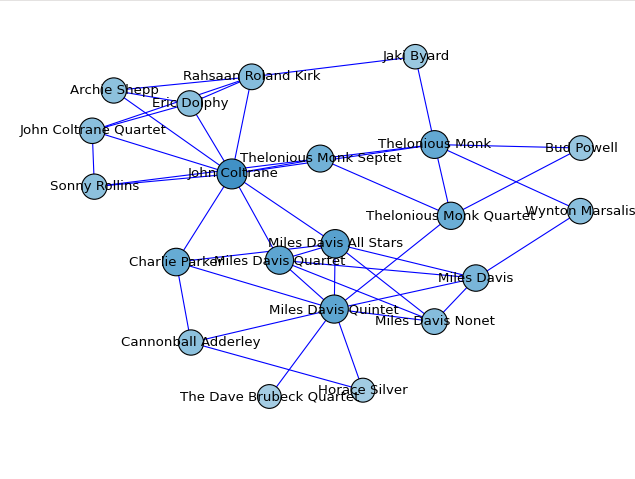 Jaki Byard
Rahsaan Roland Kirk
Archie Shepp
Eric Dolphy
John Coltrane Quartet
Thelonious Monk
Bud Powell
Thelonious Monk Septet
John Coltrane
Sonny Rollins
Thelonious Monk Quartet
Wynton Marsalis
Miles Davis All Stars
Charlie Parker
Miles Davis Quartet
Miles Davis
Miles Davis Quintet
Miles Davis Nonet
Cannonball Adderley
Horace Silver
The Dave Brubeck Quartet